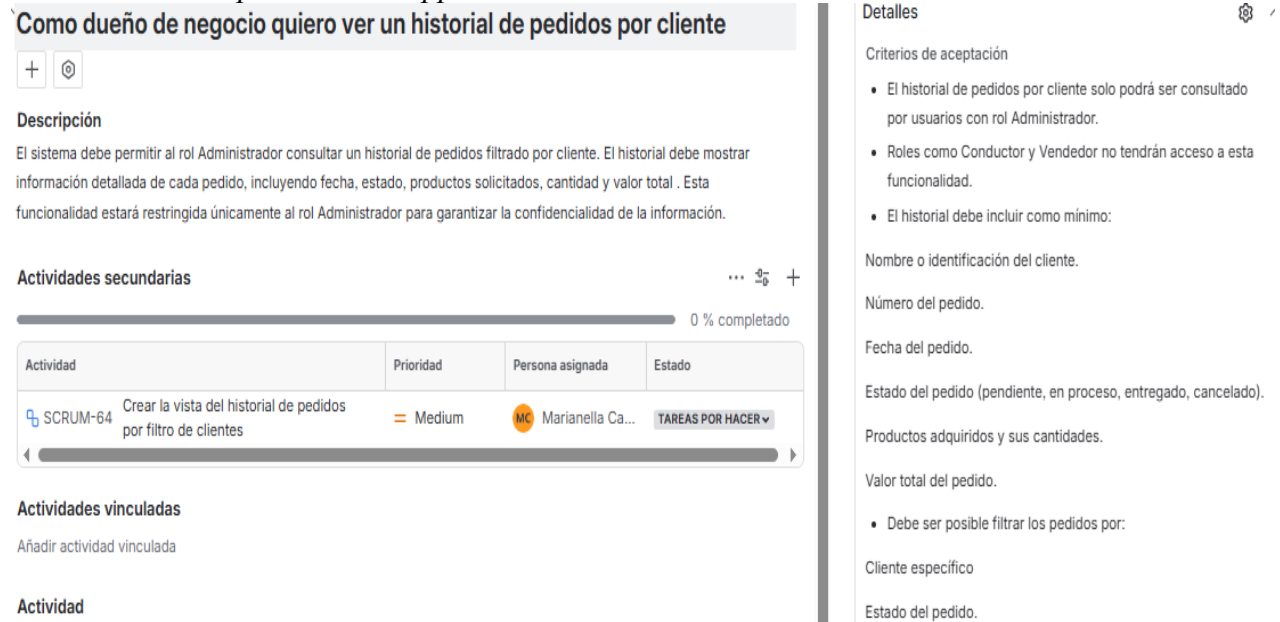 Como dueño de negocio quiero ver un historial de pedidos por cliente
Descripción
El sistema debe permitir al rol Administrador consultar un historial de pedidos filtrado por cliente. El historial debe mostrar
información detallada de cada pedido, incluyendo fecha, estado, productos solicitados, cantidad y valor total . Esta
funcionalidad estará restringida únicamente al rol Administrador para garantizar la confidencialidad de la información.
Actividades secundarias
0 % completado
Actividad Prioridad Persona asignada Estado
SCRUM-64 Crear la vista del historial de pedidos
por filtro de clientes
Medium MC Marianella Ca... TAREAS POR HACER
Actividades vinculadas
Añadir actividad vinculada
Actividad
Detalles
Criterios de aceptación
• El historial de pedidos por cliente solo podrá ser consultado
por usuarios con rol Administrador.
• Roles como Conductor y Vendedor no tendrán acceso a esta
funcionalidad.
• El historial debe incluir como mínimo:
Nombre o identificación del cliente.
Número del pedido.
Fecha del pedido.
Estado del pedido (pendiente, en proceso, entregado, cancelado).
Productos adquiridos y sus cantidades.
Valor total del pedido.
• Debe ser posible filtrar los pedidos por:
Cliente específico
Estado del pedido.